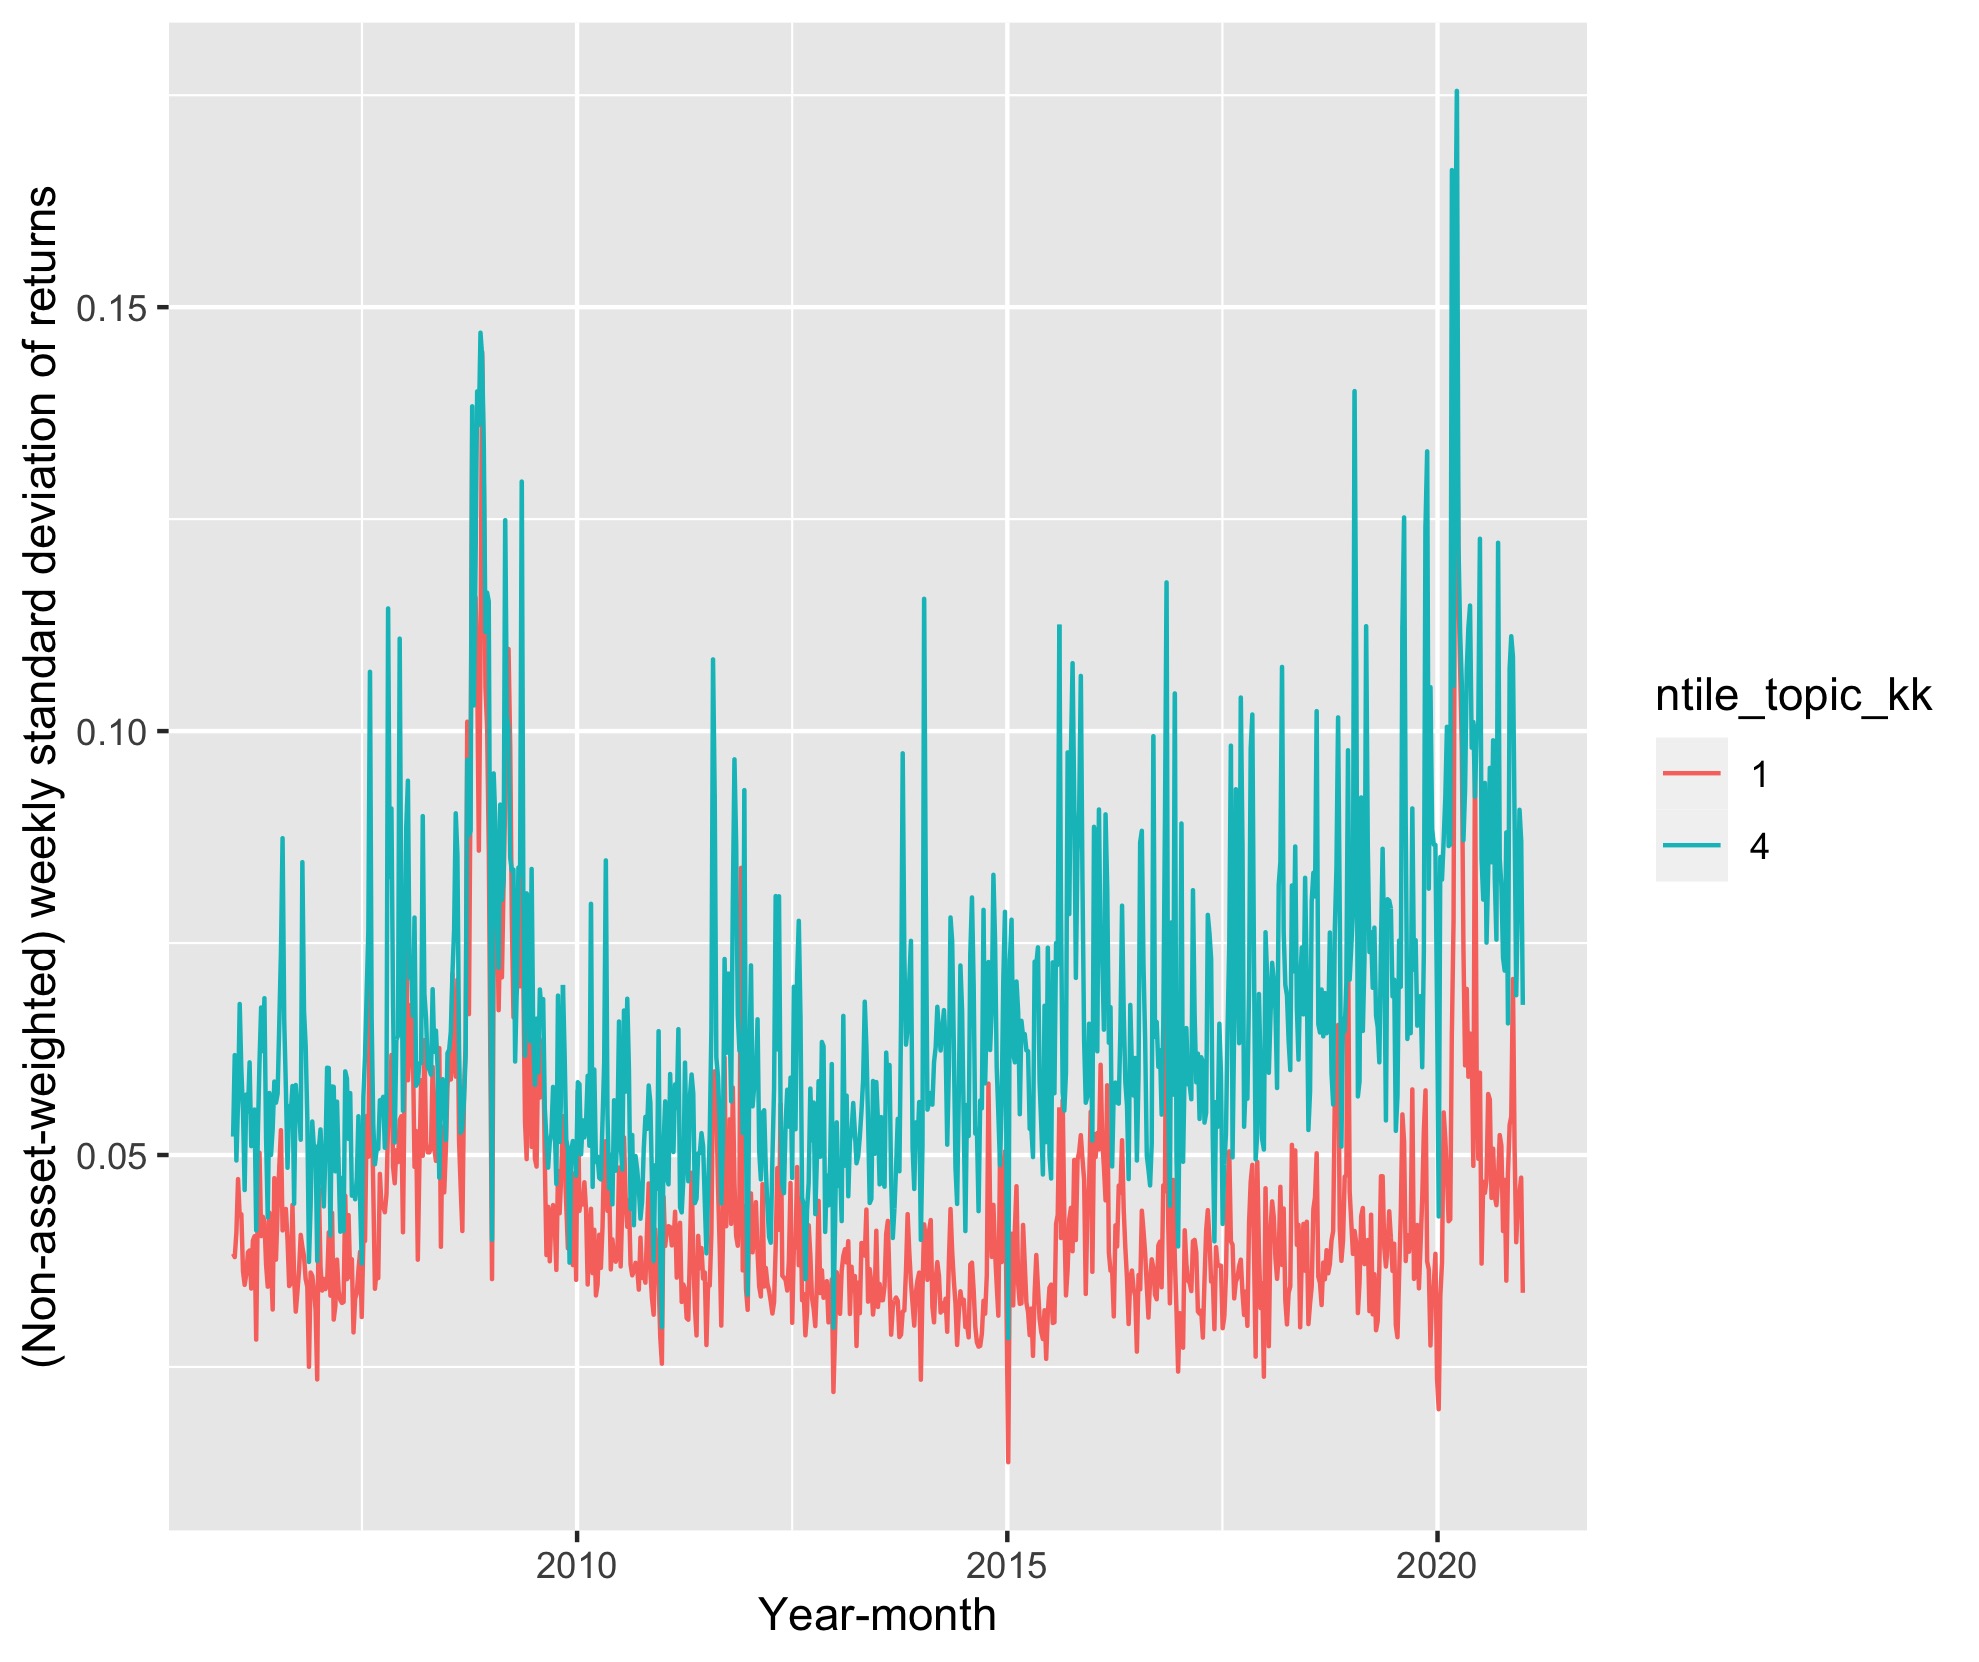 (Non-asset-weighted) weekly standard deviation of returns
0.15
0.10
0.05
2010 2015 2020
Year-month
ntile_topic_kk
1
4